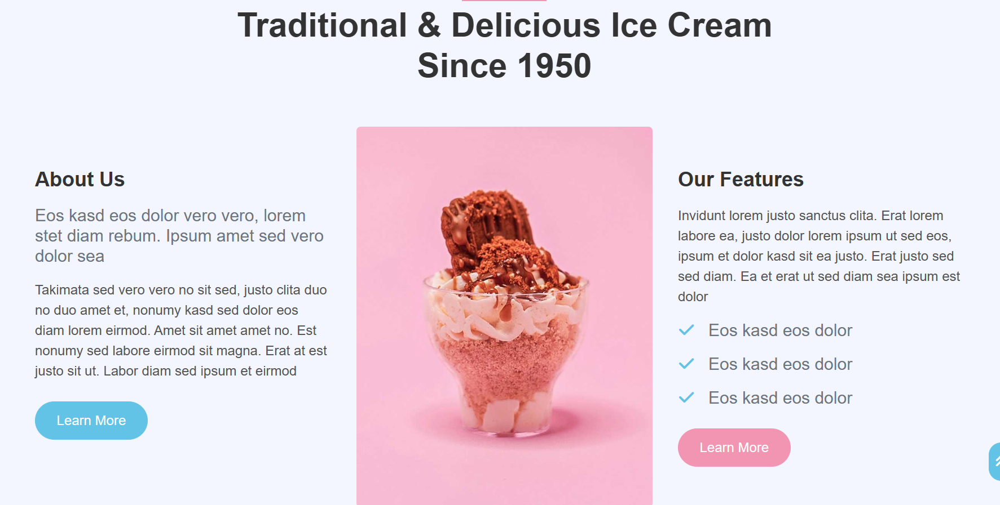 Traditional & Delicious Ice Cream
Since 1950
About Us
Eos kasd eos dolor vero vero, lorem
stet diam rebum. Ipsum amet sed vero
dolor sea
Takimata sed vero vero no sit sed, justo clita duo
no duo amet et, nonumy kasd sed dolor eos
diam lorem eirmod. Amet sit amet amet no. Est
nonumy sed labore eirmod sit magna. Erat at est
justo sit ut. Labor diam sed ipsum et eirmod
Learn More
Our Features
Invidunt lorem justo sanctus clita. Erat lorem
labore ea, justo dolor lorem ipsum ut sed eos,
ipsum et dolor kasd sit ea justo. Erat justo sed
sed diam. Ea et erat ut sed diam sea ipsum est
dolor
Eos kasd eos dolor
Eos kasd eos dolor
Eos kasd eos dolor
Learn More